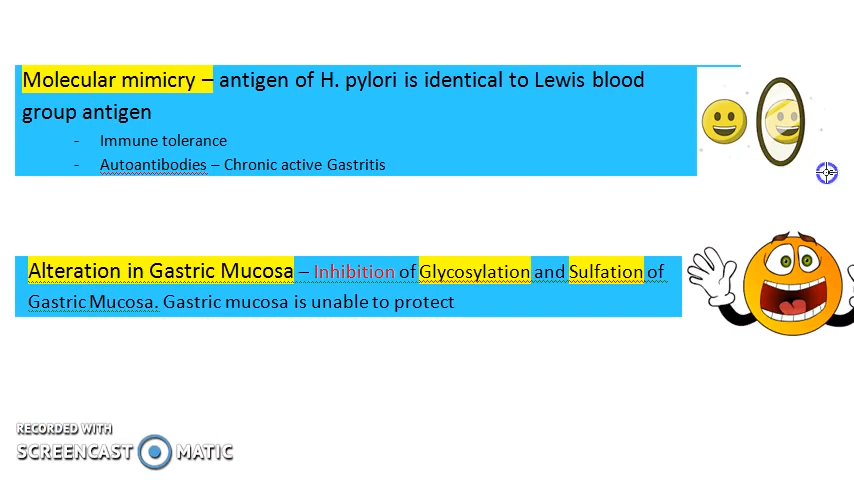 Molecular mimicry – antigen of H. pylori is identical to Lewis blood
group antigen
- Immune tolerance
- Autoantibodies – Chronic active Gastritis
Alteration in Gastric Mucosa – Inhibition of Glycosylation and Sulfation of
Gastric Mucosa. Gastric mucosa is unable to protect
RECORDED WITH
SCREENCAST MATIC